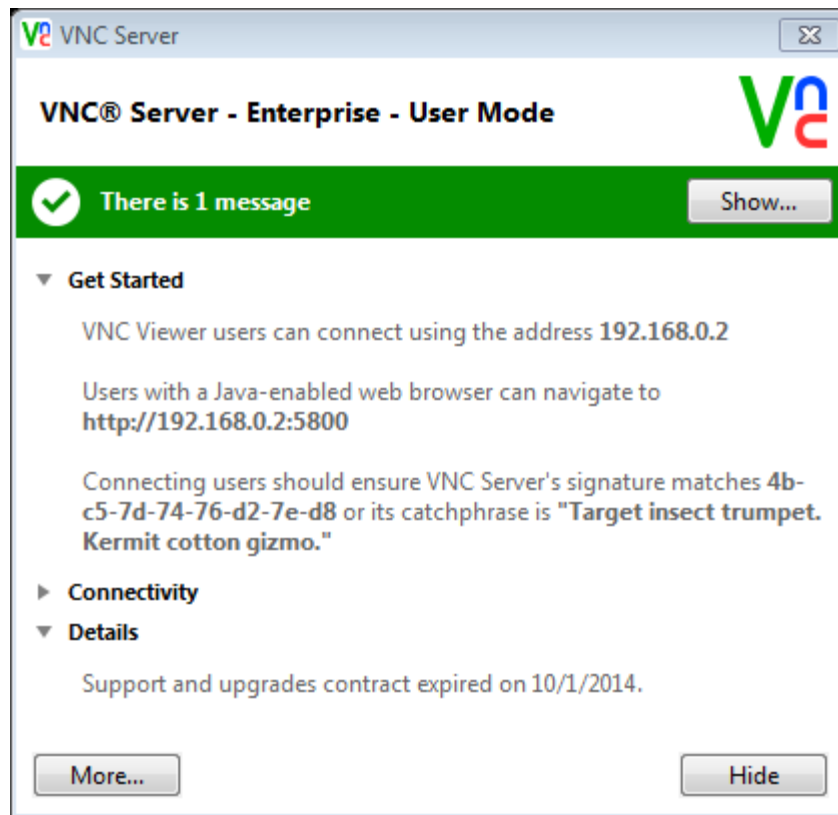 VNC Server
VNC® Server - Enterprise - User Mode
There is 1 message
Show...
Get Started
VNC Viewer users can connect using the address 192.168.0.2
Users with a Java-enabled web browser can navigate to
http://192.168.0.2:5800
Connecting users should ensure VNC Server's signature matches 4b-
c5-7d-74-76-d2-7e-d8 or its catchphrase is "Target insect trumpet.
Kermit cotton gizmo."
Connectivity
Details
Support and upgrades contract expired on 10/1/2014.
More...
Hide